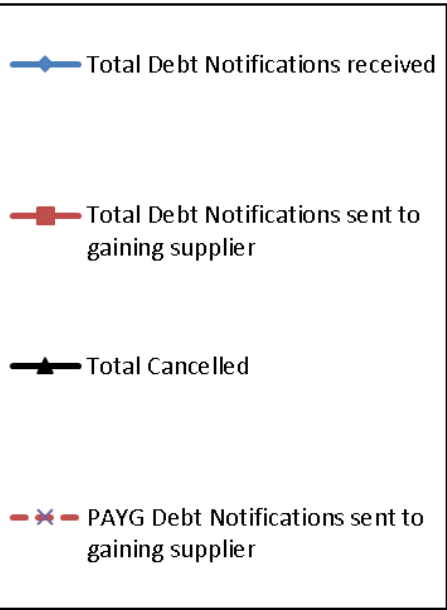 Total Debt Notifications received
Total Debt Notifications sent to
gaining supplier
Total Cancelled
PAYG Debt Notifications sent to
gaining supplier